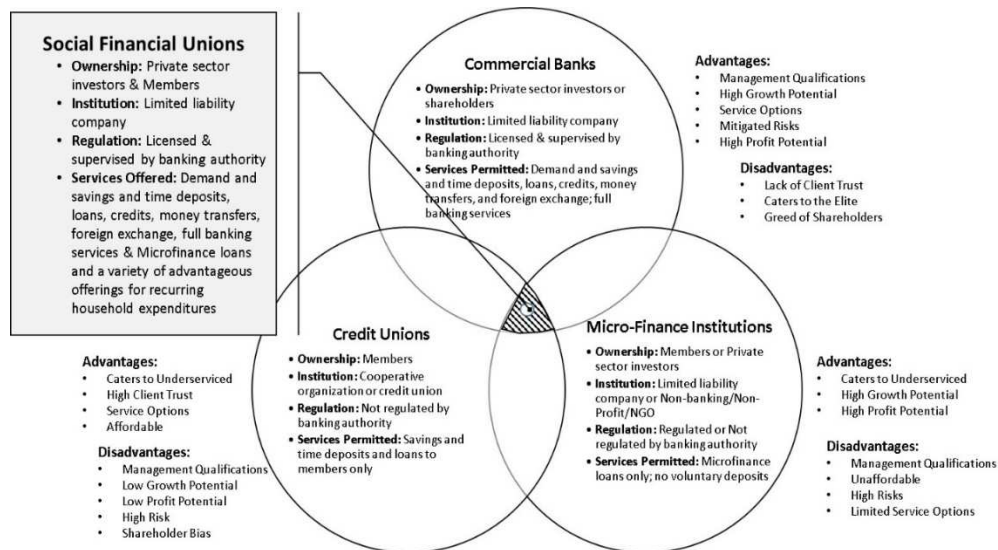 Social Financial Unions
• Ownership: Private sector
investors & Members
• Institution: Limited liability
company
• Regulation: Licensed &
supervised by banking authority
• Services Offered: Demand and
savings and time deposits,
loans, credits, money transfers,
foreign exchange, full banking
services & Microfinance loans
and a variety of advantageous
offerings for recurring
household expenditures
Commercial Banks
• Ownership: Private sector investors or
shareholders
• Institution: Limited liability company
• Regulation: Licensed & supervised by
banking authority
• Services Permitted: Demand and savings
and time deposits, loans, credits, money
transfers, and foreign exchange; full
banking services
Advantages:
• Management Qualifications
• High Growth Potential
• Service Options
• Mitigated Risks
• High Profit Potential
Disadvantages:
• Lack of Client Trust
• Caters to the Elite
• Greed of Shareholders
Credit Unions
• Ownership: Members
• Institution: Cooperative
organization or credit union
• Regulation: Not regulated by
banking authority
• Services Permitted: Savings and
time deposits and loans to
members only
Advantages:
• Caters to Underserviced
• High Client Trust
• Service Options
• Affordable
Disadvantages:
• Management Qualifications
• Low Growth Potential
• Low Profit Potential
• High Risk
• Shareholder Bias
Micro-Finance Institutions
• Ownership: Members or Private
sector investors
• Institution: Limited liability
company or Non-banking/Non-
Profit/NGO
• Regulation: Regulated or Not
regulated by banking authority
• Services Permitted: Microfinance
loans only; no voluntary deposits
Advantages:
• Caters to Underserviced
• High Growth Potential
• High Profit Potential
Disadvantages:
• Management Qualifications
• Unaffordable
• High Risks
• Limited Service Options